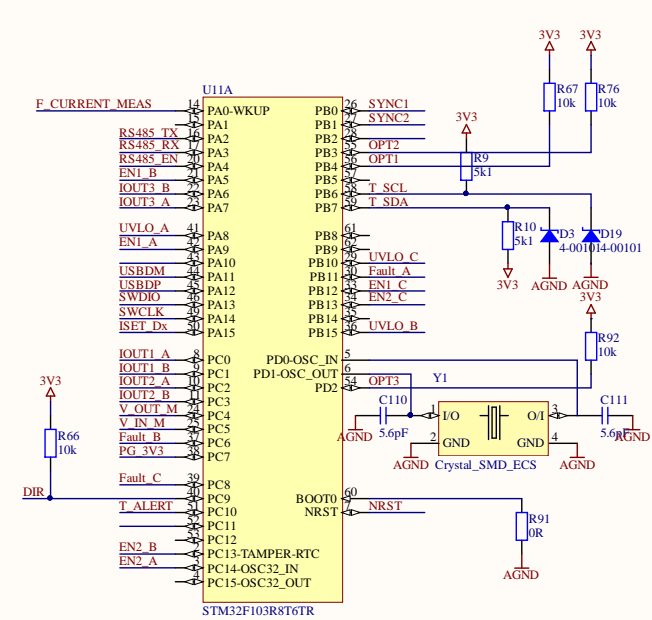 3V3 3V3
U11A
R67 R76
10k 10k
F_CURRENT_MEAS 14 PA0-WKUP PB0 26 SYNC1
15 PA1 PB1 27 SYNC2
3V3
RS485_TX 16 PA2 PB2 28
RS485_RX 17 PA3 PB3 55 OPT2
RS485_EN 20 PA4 PB4 56 OPT1
R9
5k1
EN1_B 21 PA5 PB5 57
IOUT3_B 22 PA6 PB6 58 T_SCL
IOUT3_A 23 PA7 PB7 59 T_SDA
UVLO_A 41 PA8 PB8 61
R10 D3 D19
5k1 4-00101 4-00101
EN1_A 42 PA9 PB9 62
43 PA10 PB10 29 UVLO_C
USBDM 44 PA11 PB11 30 Fault_A
USBDP 45 PA12 PB12 33 EN1_C
3V3 AGND AGND
SWDIO 46 PA13 PB13 34 EN2_C
3V3
SWCLK 49 PA14 PB14 35
ISET_Dx 50 PA15 PB15 36 UVLO_B
R92
10k
IOUT1_A 8 PC0 PD0-OSC_IN 5
IOUT1_B 9 PC1 PD1-OSC_OUT 6
IOUT2_A 10 PC2 PD2 54 OPT3 Y1
3V3
IOUT2_B 11 PC3
C110 C111
V_OUT_M 24 PC4
1 I/O O/I 3
V_IN_M 25 PC5
5.6pF 5.6pF
AGND AGND
R66
10k
Fault_B 37 PC6
2 GND GND 4
PG_3V3 38 PC7
AGND Crystal_SMD_ECS AGND
Fault_C 39 PC8
DIR 40 PC9 BOOT0 60
T_ALERT 51 PC10 NRST 7 NRST
R91
0R
52 PC11
53 PC12
EN2_B 2 PC13-TAMPER-RTC
EN2_A 3 PC14-OSC32_IN
AGND
4 PC15-OSC32_OUT
STM32F103R8T6TR